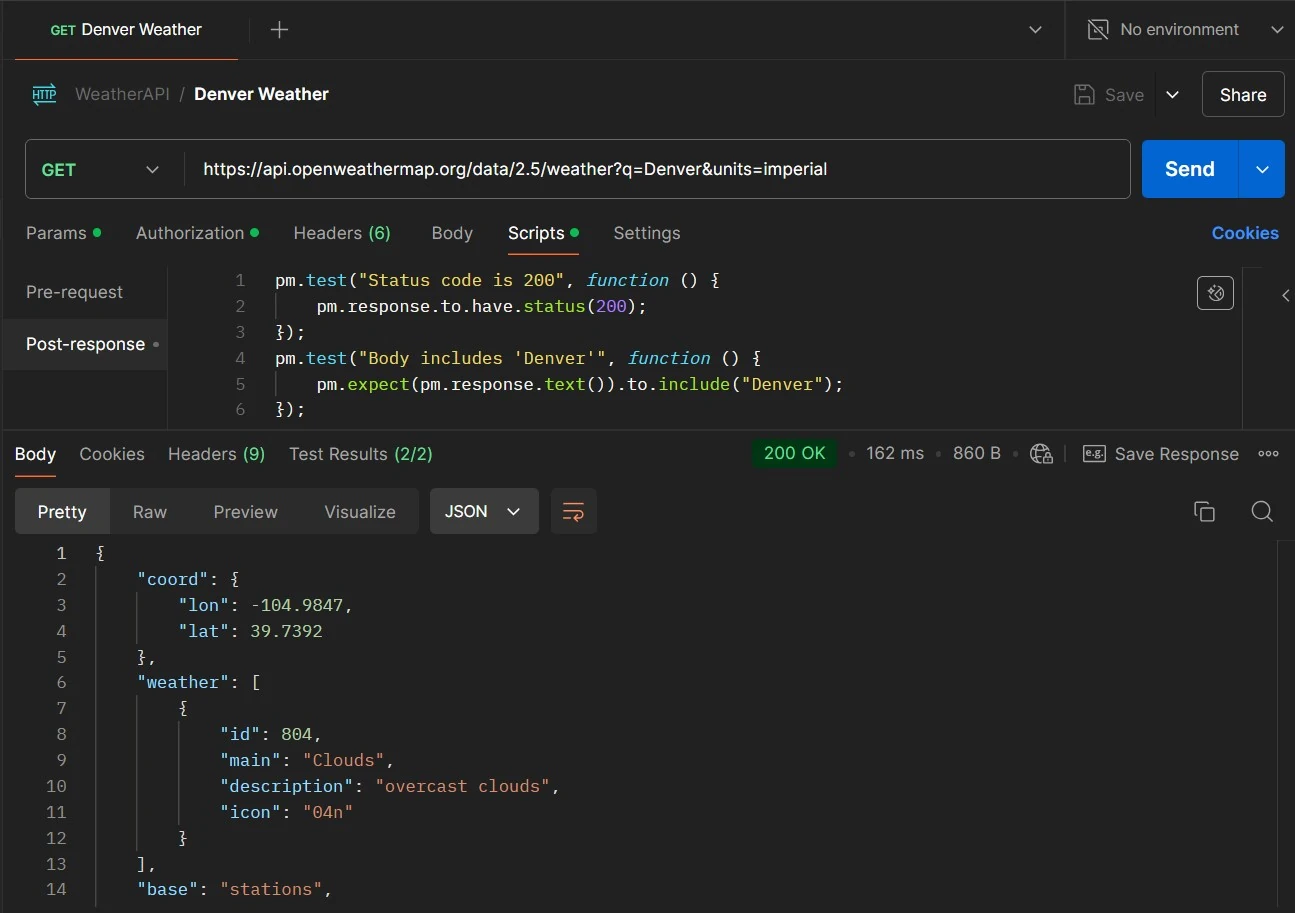 GET Denver Weather
No environment
HTTP WeatherAPI / Denver Weather
Save
Share
GET
https://api.openweathermap.org/data/2.5/weather?q=Denver&units=imperial
Send
Params
Authorization
Headers (6)
Body
Scripts
Settings
Cookies
Pre-request
Post-response
1 pm.test("Status code is 200", function () {
2     pm.response.to.have.status(200);
3 });
4 pm.test("Body includes 'Denver'", function () {
5     pm.expect(pm.response.text()).to.include("Denver");
6 });
Body
Cookies
Headers (9)
Test Results (2/2)
200 OK • 162 ms • 860 B •
e.g. Save Response
Pretty
Raw
Preview
Visualize
JSON
1 {
2     "coord": {
3         "lon": -104.9847,
4         "lat": 39.7392
5     },
6     "weather": [
7         {
8             "id": 804,
9             "main": "Clouds",
10             "description": "overcast clouds",
11             "icon": "04n"
12         }
13     ],
14     "base": "stations",